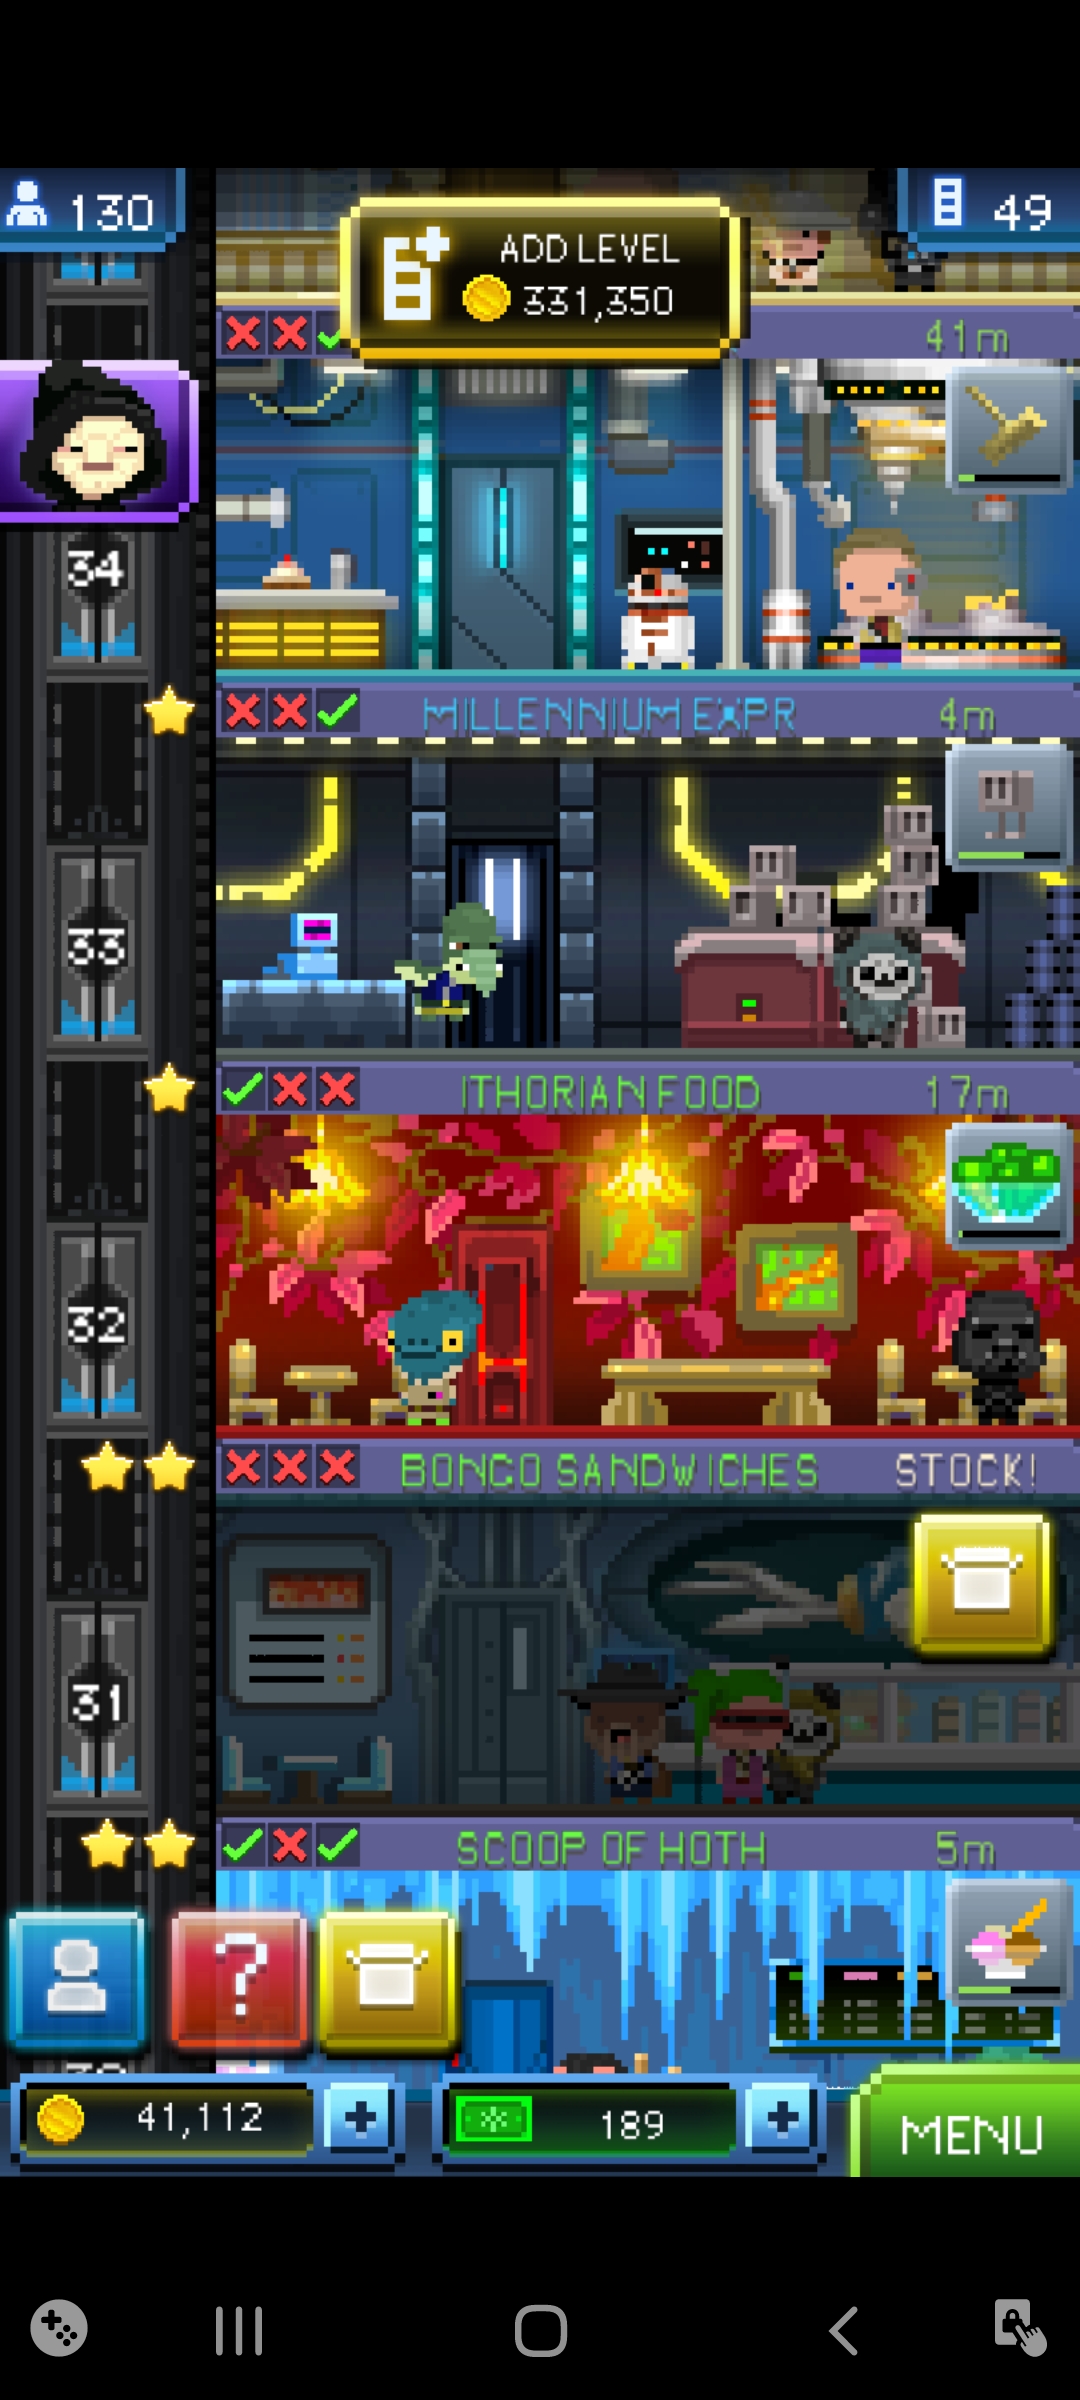 130
ADD LEVEL
331,350
49
41m
34
MILLENNIUM EXPR
4m
33
ITHORIAN FOOD
17m
32
BONGO SANDWICHES
STOCK!
31
SCOOP OF HOTH
5m
?
41,112
+
189
+
MENU